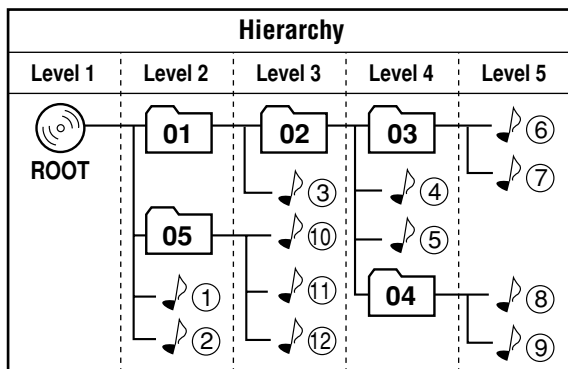 Hierarchy
Level 1 Level 2 Level 3 Level 4 Level 5
01 02 03 ⑥
ROOT
③ ④ ⑦
05 ⑩ ⑤
① ⑪ 04 ⑧
② ⑫ ⑨